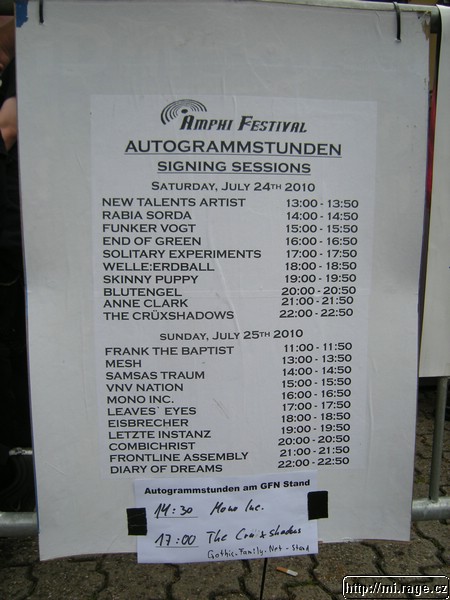 AMPHI FESTIVAL
AUTOGRAMMSTUNDEN
SIGNING SESSIONS
SATURDAY, JULY 24TH 2010
NEW TALENTS ARTIST 13:00 - 13:50
RABIA SORDA 14:00 - 14:50
FUNKER VOGT 15:00 - 15:50
END OF GREEN 16:00 - 16:50
SOLITARY EXPERIMENTS 17:00 - 17:50
WELLE:ERDBALL 18:00 - 18:50
SKINNY PUPPY 19:00 - 19:50
BLUTENGEL 20:00 - 20:50
ANNE CLARK 21:00 - 21:50
THE CRÜXSHADOWS 22:00 - 22:50
SUNDAY, JULY 25TH 2010
FRANK THE BAPTIST 11:00 - 11:50
MESH 13:00 - 13:50
SAMSAS TRAUM 14:00 - 14:50
VNV NATION 15:00 - 15:50
MONO INC. 16:00 - 16:50
LEAVES` EYES 17:00 - 17:50
EISBRECHER 18:00 - 18:50
LETZTE INSTANZ 19:00 - 19:50
COMBICHRIST 20:00 - 20:50
FRONTLINE ASSEMBLY 21:00 - 21:50
DIARY OF DREAMS 22:00 - 22:50
Autogrammstunden am GFN Stand
14:30 Mono Inc.
17:00 The Crüxshadows
Gothic-Family.Net-Stand
http://mi.rage.cz